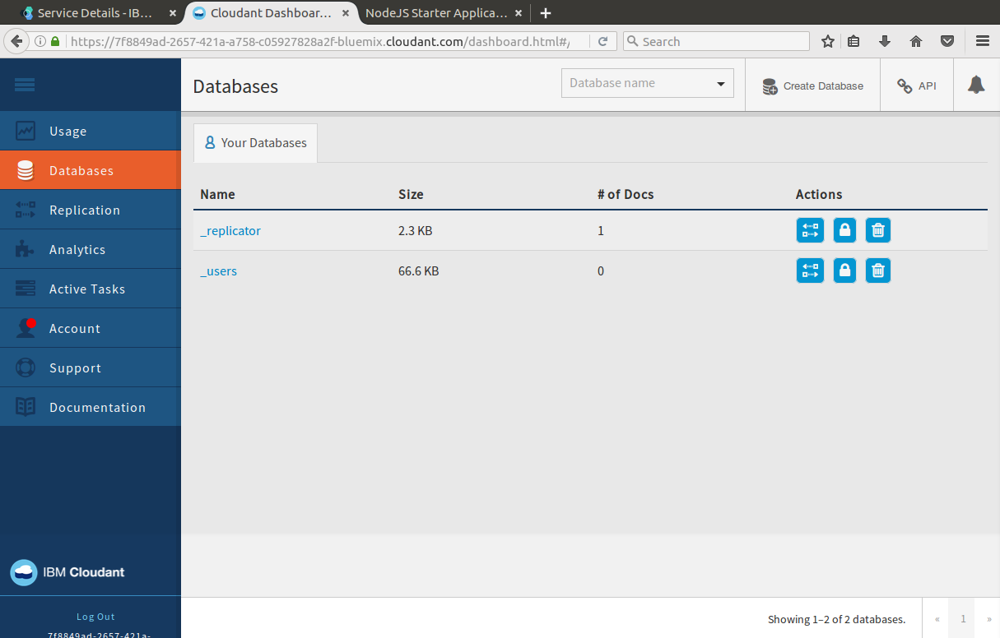 Service Details - IB... × Cloudant Dashboar... × NodeJS Starter Applica... × +
https://7f8849ad-2657-421a-a758-c05927828a2f-bluemix.cloudant.com/dashboard.html#/ Search
Databases Database name Create Database API
Usage
Databases
Replication
Analytics
Active Tasks
Account
Support
Documentation
Your Databases
Name Size # of Docs Actions
_replicator 2.3 KB 1
_users 66.6 KB 0
IBM Cloudant
Log Out
7f8849ad-2657-421a-
Showing 1–2 of 2 databases. « 1 »